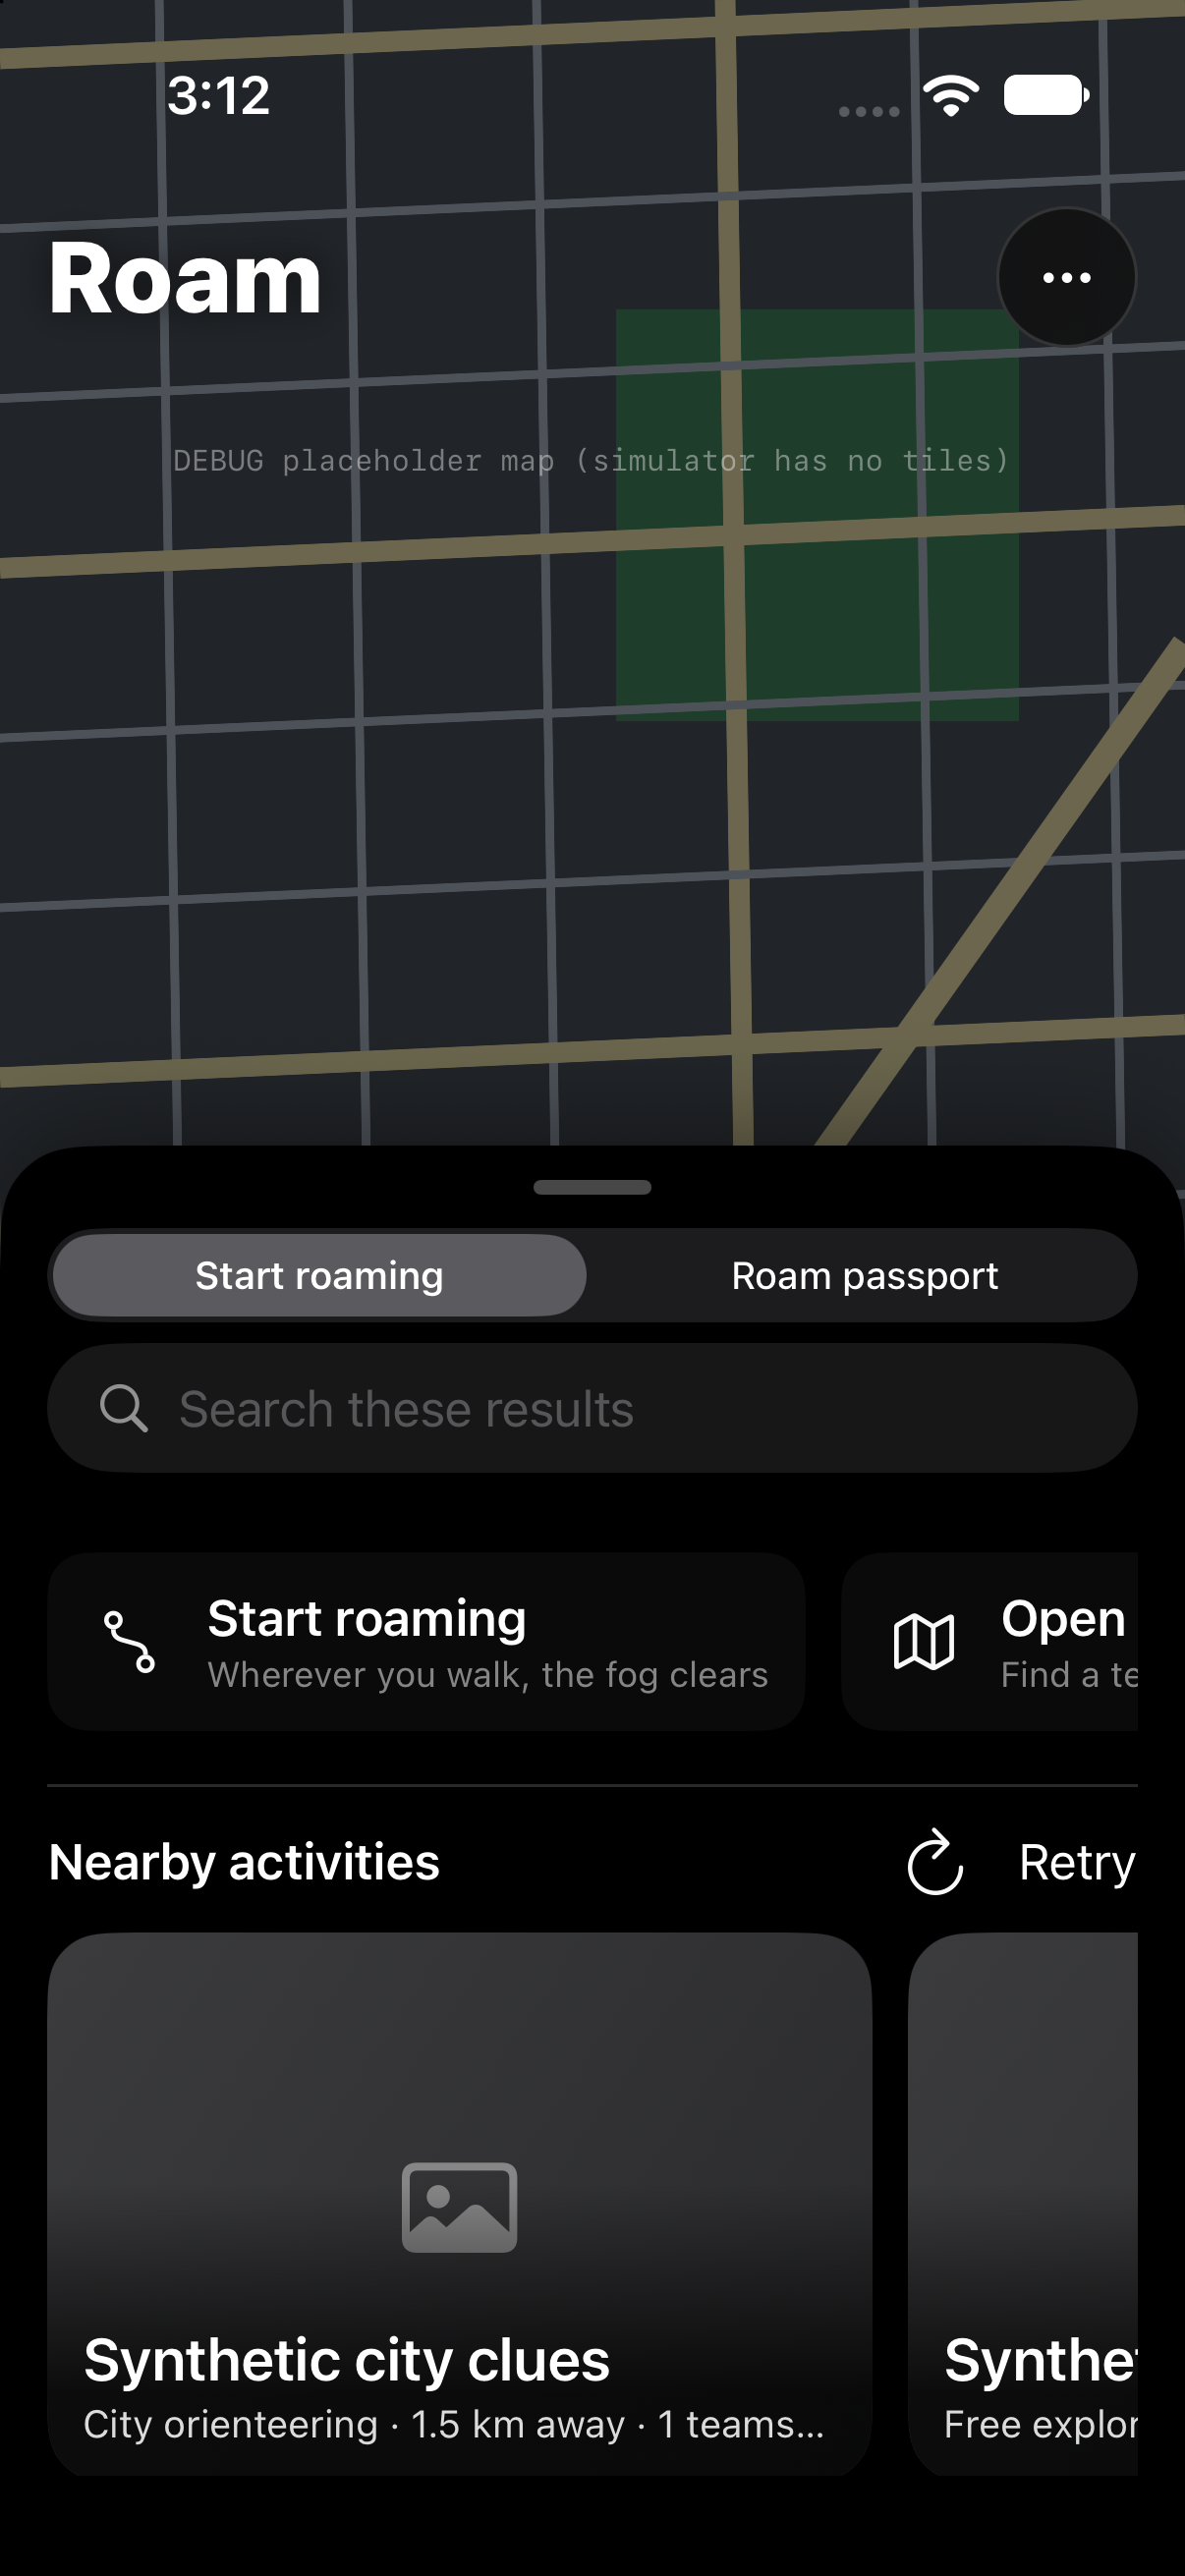 3:12
Roam
DEBUG placeholder map (simulator has no tiles)
Start roaming
Roam passport
Search these results
Start roaming
Wherever you walk, the fog clears
Open
Find a te
Nearby activities
Retry
Synthetic city clues
City orienteering · 1.5 km away · 1 teams...
Synthet
Free explor